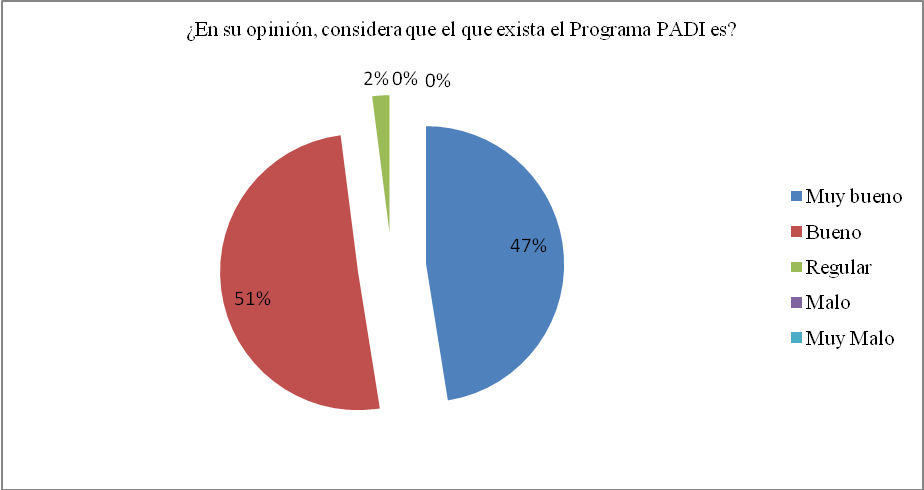 ¿En su opinión, considera que el que exista el Programa PADI es?
2% 0% 0%
47%
51%
Muy bueno
Bueno
Regular
Malo
Muy Malo